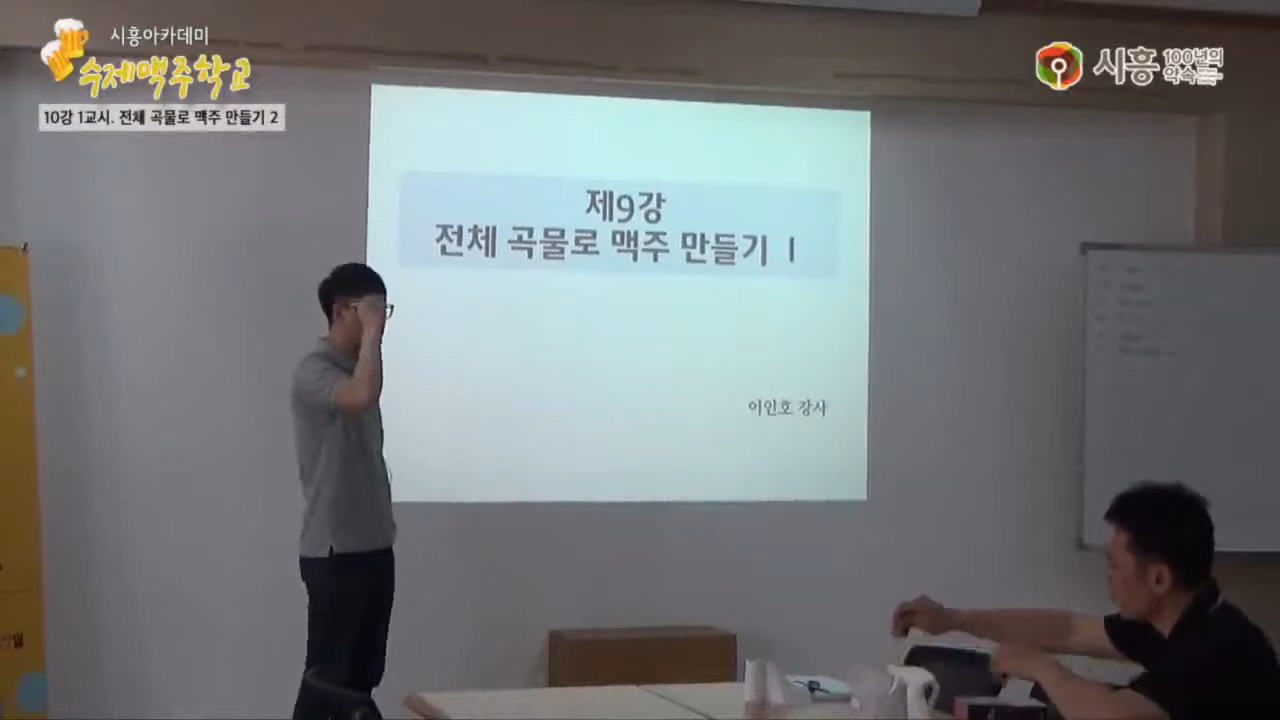 시흥아카데미
수제맥주학교
10강 1교시. 전체 곡물로 맥주 만들기 2
시흥 100년의
약속
제9강
전체 곡물로 맥주 만들기 Ⅰ
이인호 강사